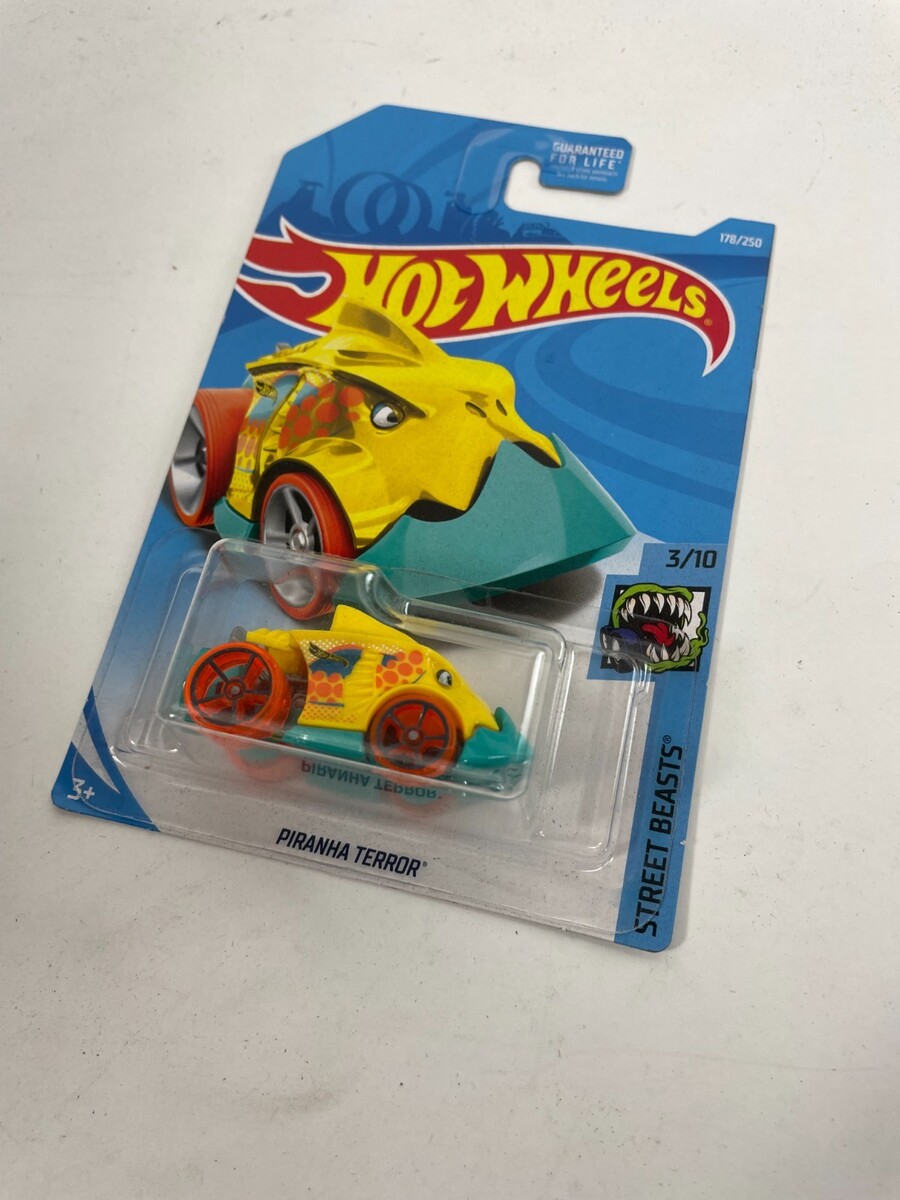 GUARANTEED
FOR LIFE
178/250
HOT WHEELS®
3/10
PIRANHA TERROR
STREET BEASTS®
3+
PIRANHA TERROR®